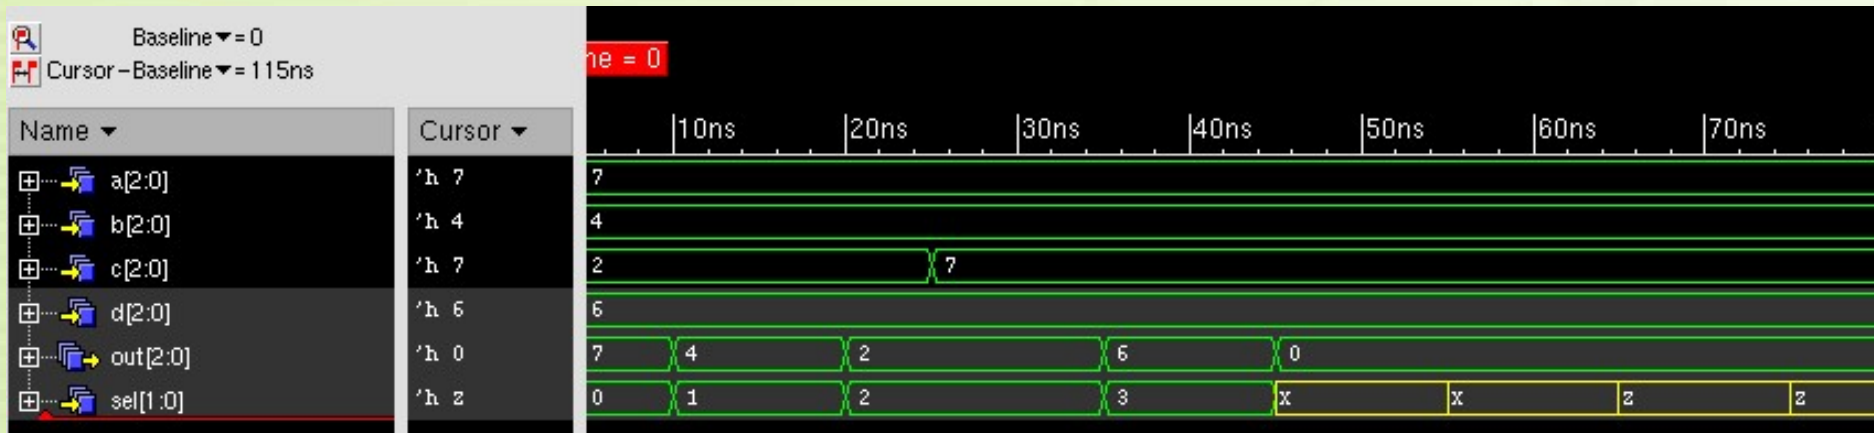 Baseline▼= 0
Cursor–Baseline▼= 115ns
ne = 0
Name ▼ Cursor ▼ 10ns 20ns 30ns 40ns 50ns 60ns 70ns
a[2:0] 'h 7 7
b[2:0] 'h 4 4
c[2:0] 'h 7 2 7
d[2:0] 'h 6 6
out[2:0] 'h 0 7 4 2 6 0
sel[1:0] 'h z 0 1 2 3 x x z z